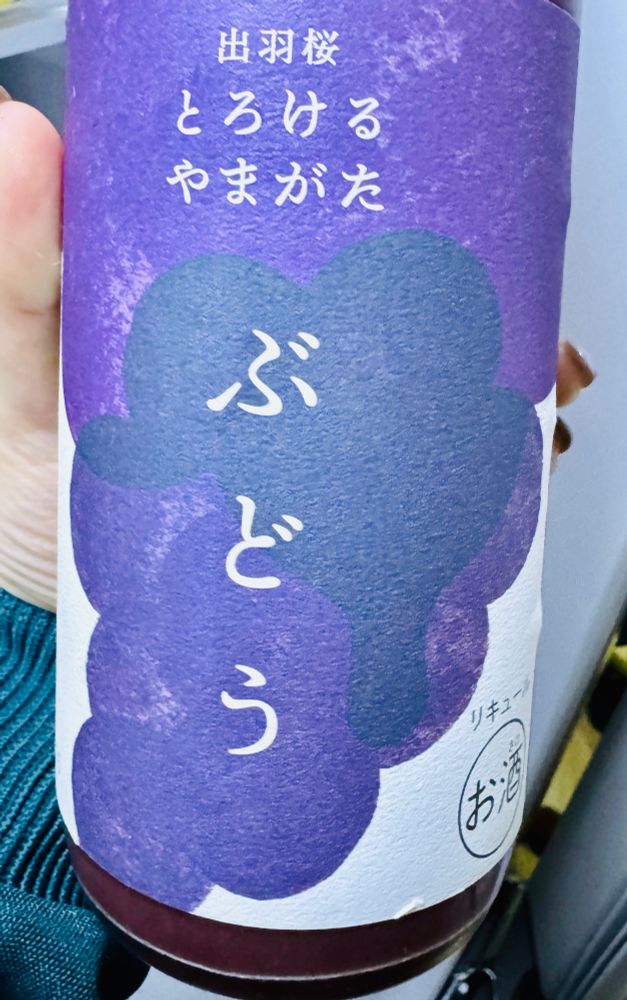 出羽桜
とろける
やまがた
ぶどう
リキュール
お酒